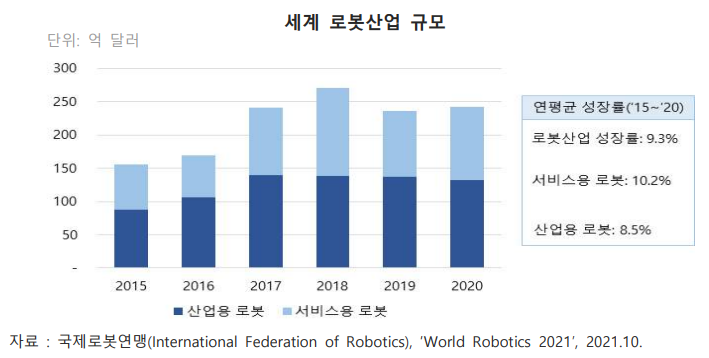 세계 로봇산업 규모
단위: 억 달러
300
250
200
150
100
50
-
2015 2016 2017 2018 2019 2020
산업용 로봇 서비스용 로봇
연평균 성장률('15~'20)
로봇산업 성장률: 9.3%
서비스용 로봇: 10.2%
산업용 로봇: 8.5%
자료 : 국제로봇연맹(International Federation of Robotics), 'World Robotics 2021', 2021.10.